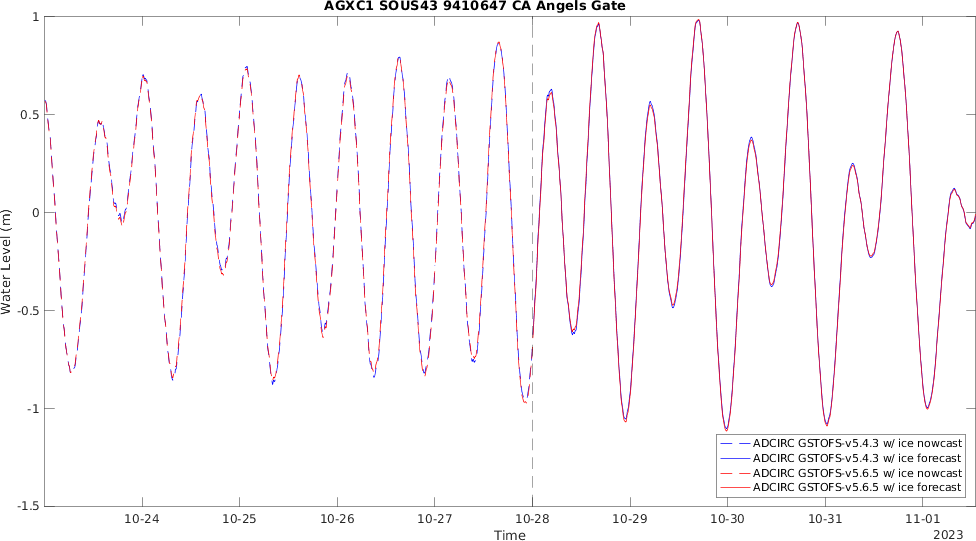 AGXC1 SOUS43 9410647 CA Angels Gate
Water Level (m)
1
0.5
0
-0.5
-1
-1.5
10-24 10-25 10-26 10-27 10-28 10-29 10-30 10-31 11-01
Time
2023
ADCIRC GSTOFS-v5.4.3 w/ ice nowcast
ADCIRC GSTOFS-v5.4.3 w/ ice forecast
ADCIRC GSTOFS-v5.6.5 w/ ice nowcast
ADCIRC GSTOFS-v5.6.5 w/ ice forecast